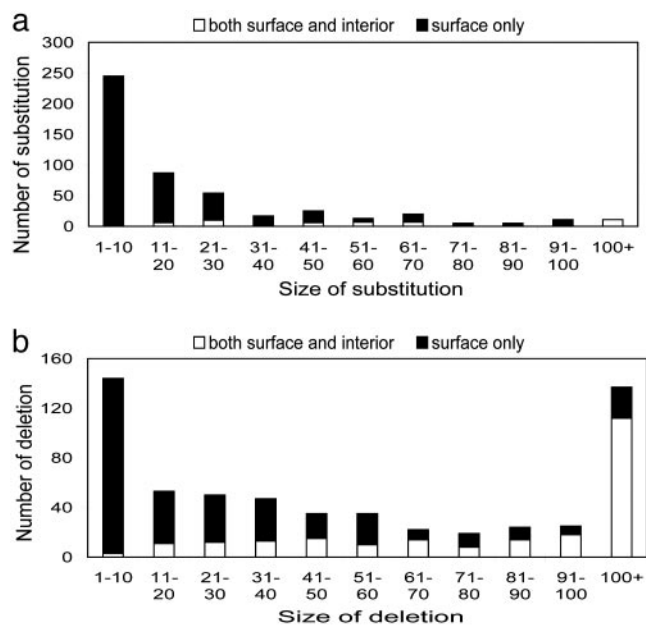 a
both surface and interior surface only
Number of substitution
300
250
200
150
100
50
0
1-10 11-20 21-30 31-40 41-50 51-60 61-70 71-80 81-90 91-100 100+
Size of substitution
b
both surface and interior surface only
Number of deletion
160
120
80
40
0
1-10 11-20 21-30 31-40 41-50 51-60 61-70 71-80 81-90 91-100 100+
Size of deletion